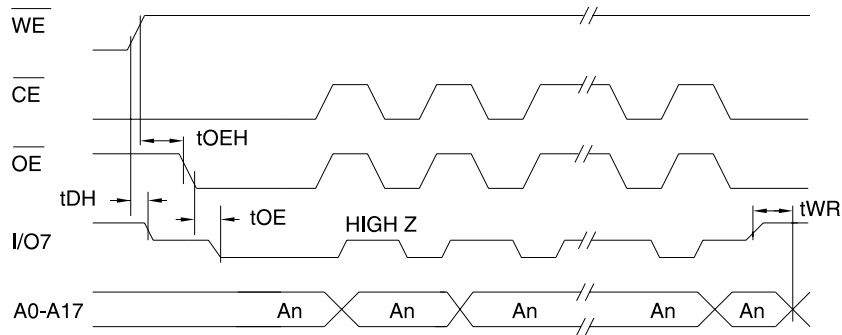 WE
CE
tOEH
OE
tDH
tOE
tWR
HIGH Z
I/O7
A0-A17 An An An An An